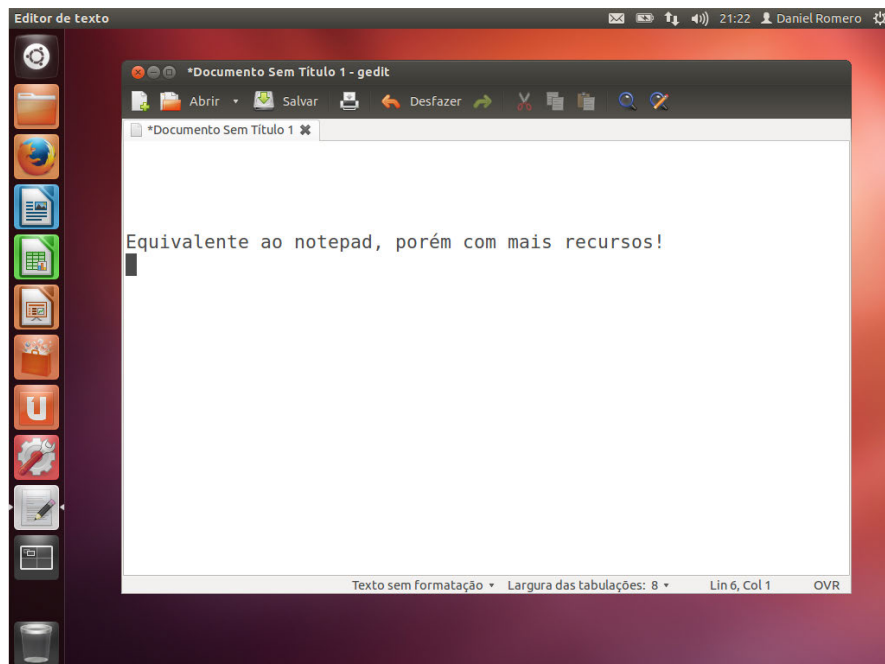 Editor de texto 21:22 Daniel Romero
*Documento Sem Título 1 - gedit
Abrir Salvar Desfazer
*Documento Sem Título 1
Equivalente ao notepad, porém com mais recursos!
Texto sem formatação Largura das tabulações: 8 Lin 6, Col 1 OVR